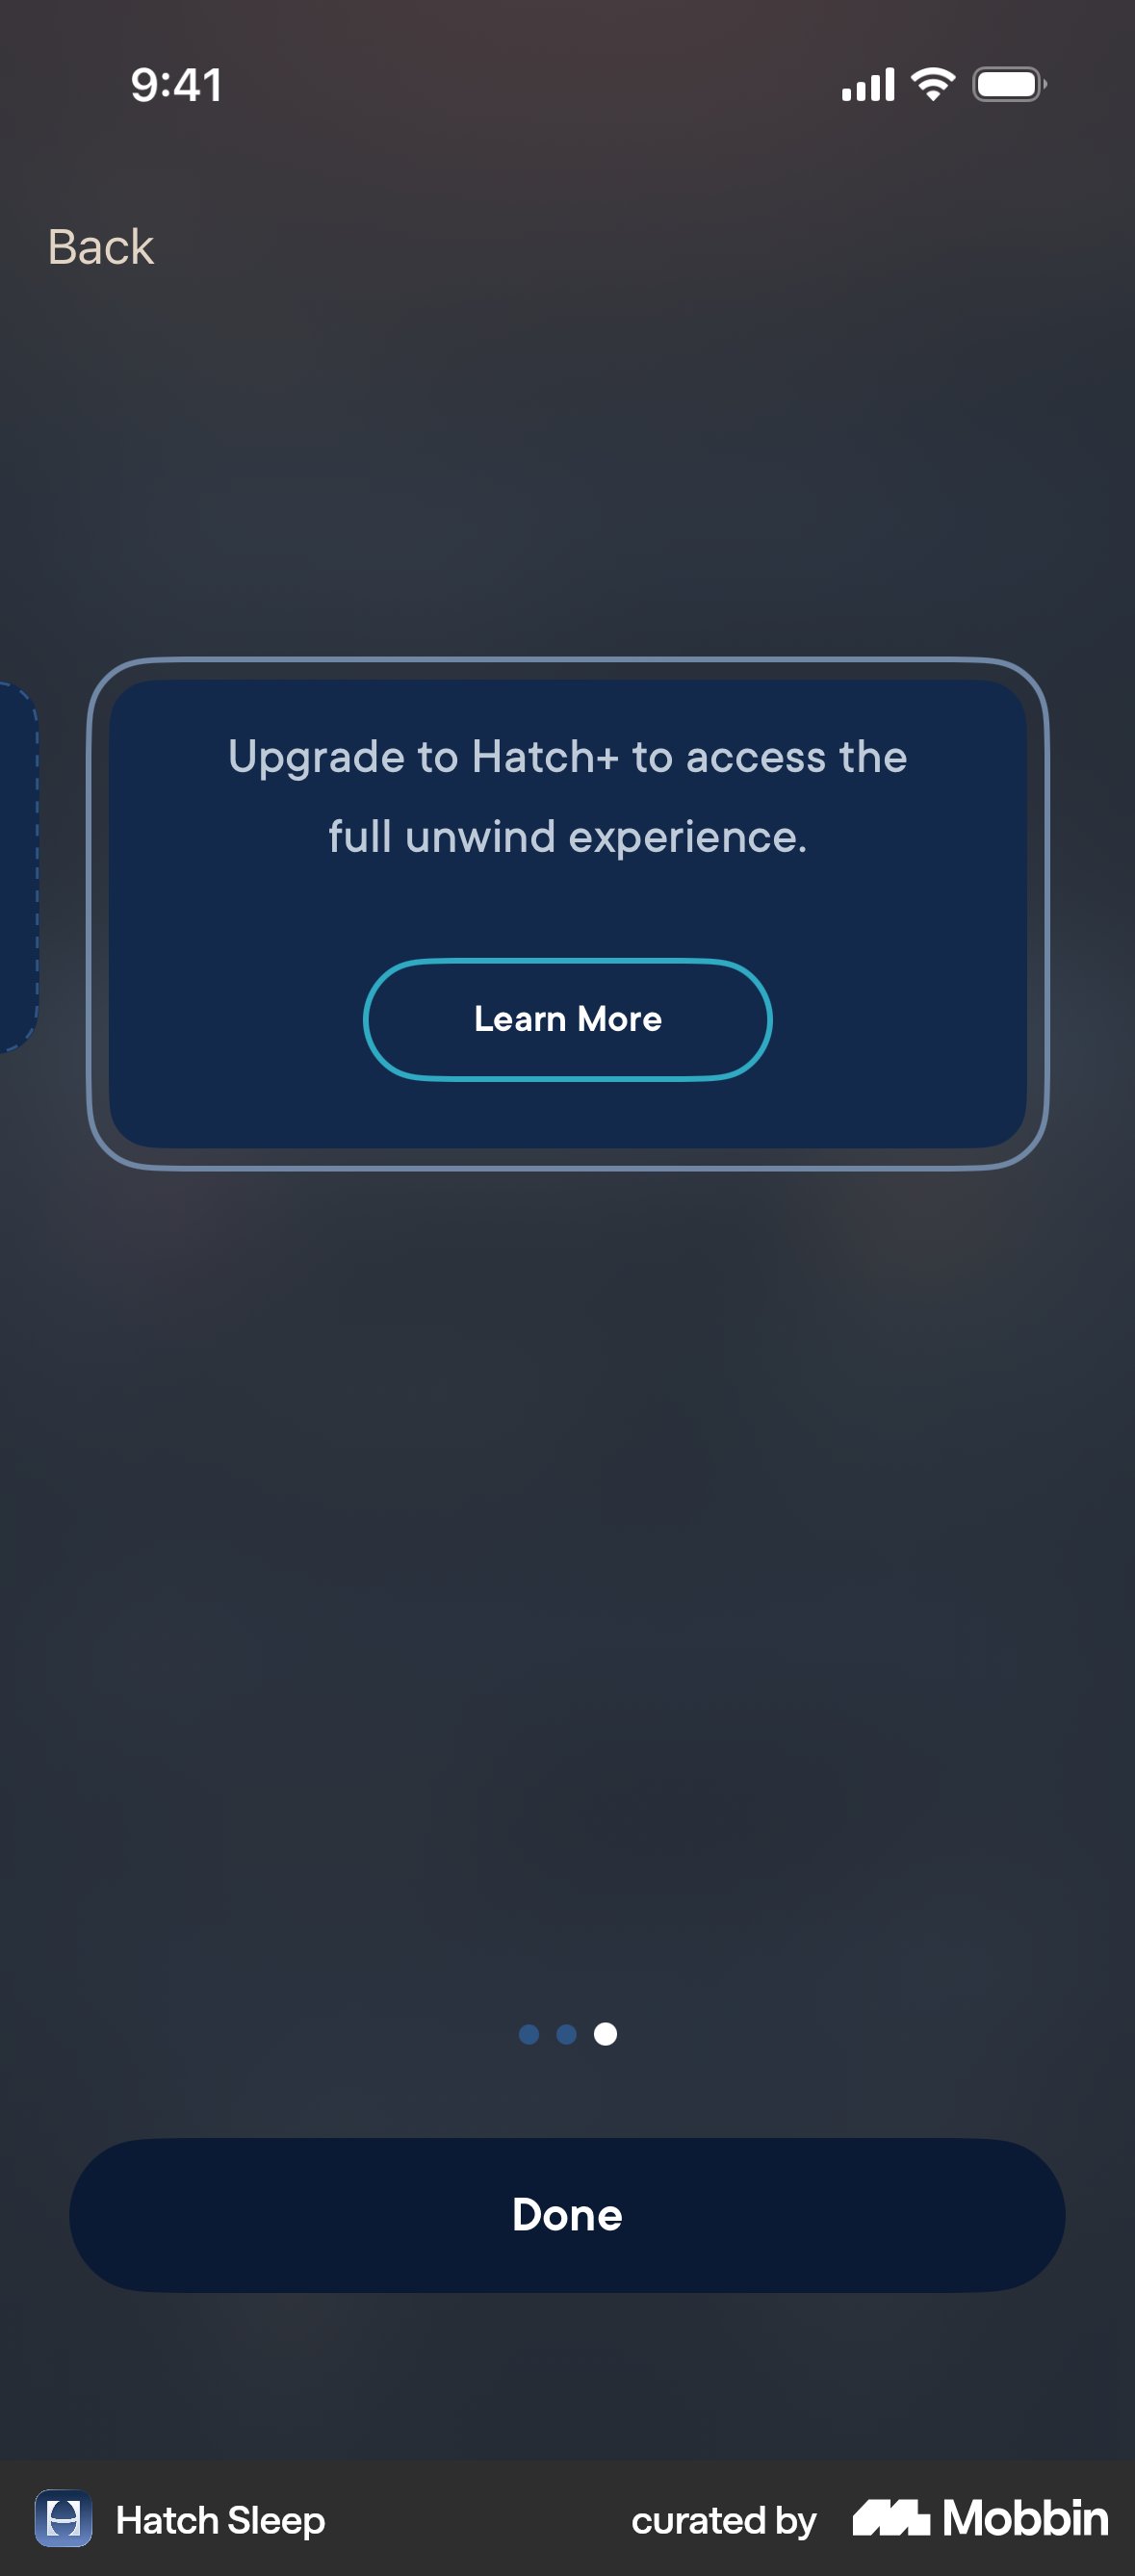 9:41
Back
Upgrade to Hatch+ to access the
full unwind experience.
Learn More
Done
Hatch Sleep
curated by Mobbin